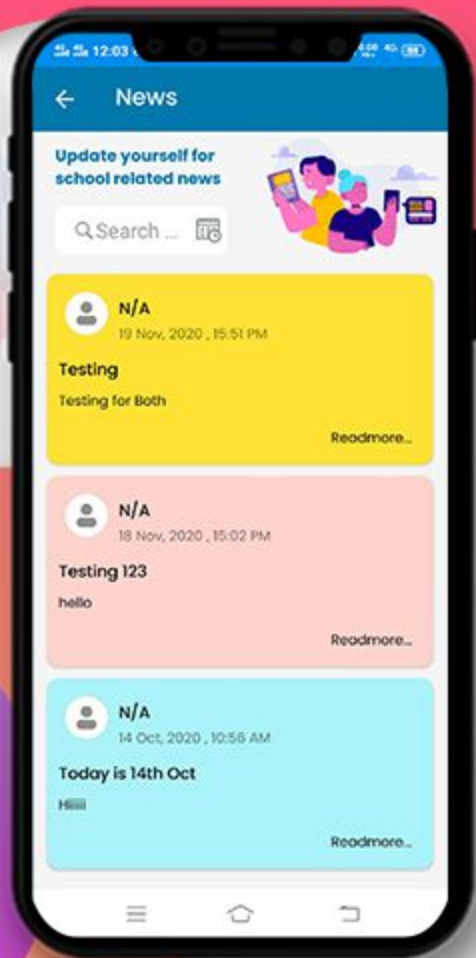 12:03
News
Update yourself for
school related news
Search ...
N/A
19 Nov, 2020 , 15:51 PM
Testing
Testing for Both
Readmore...
N/A
18 Nov, 2020 , 15:02 PM
Testing 123
hello
Readmore...
N/A
14 Oct, 2020 , 10:56 AM
Today is 14th Oct
Readmore...